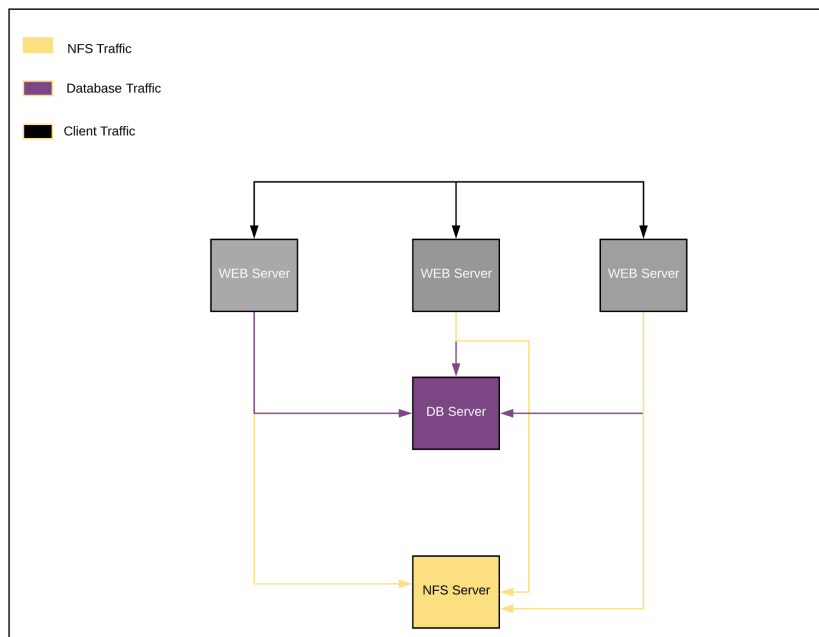 NFS Traffic
Database Traffic
Client Traffic
WEB Server
WEB Server
WEB Server
DB Server
NFS Server